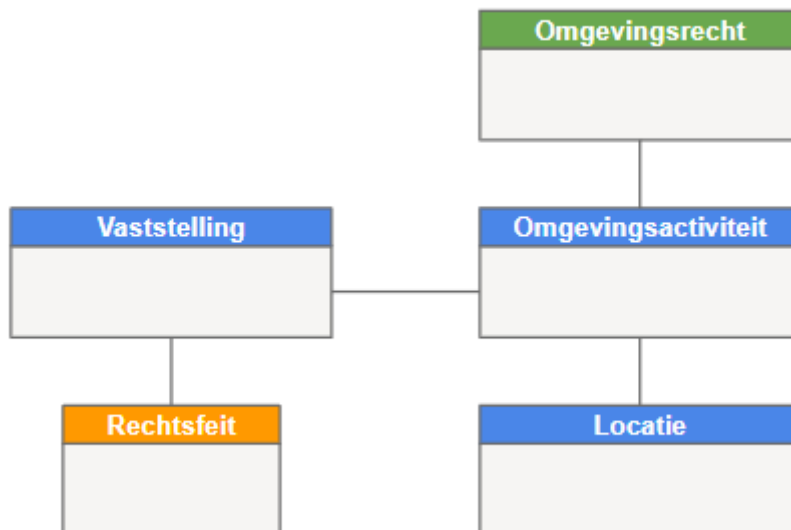 Omgevingsrecht
Vaststelling
Omgevingsactiviteit
Rechtsfeit
Locatie